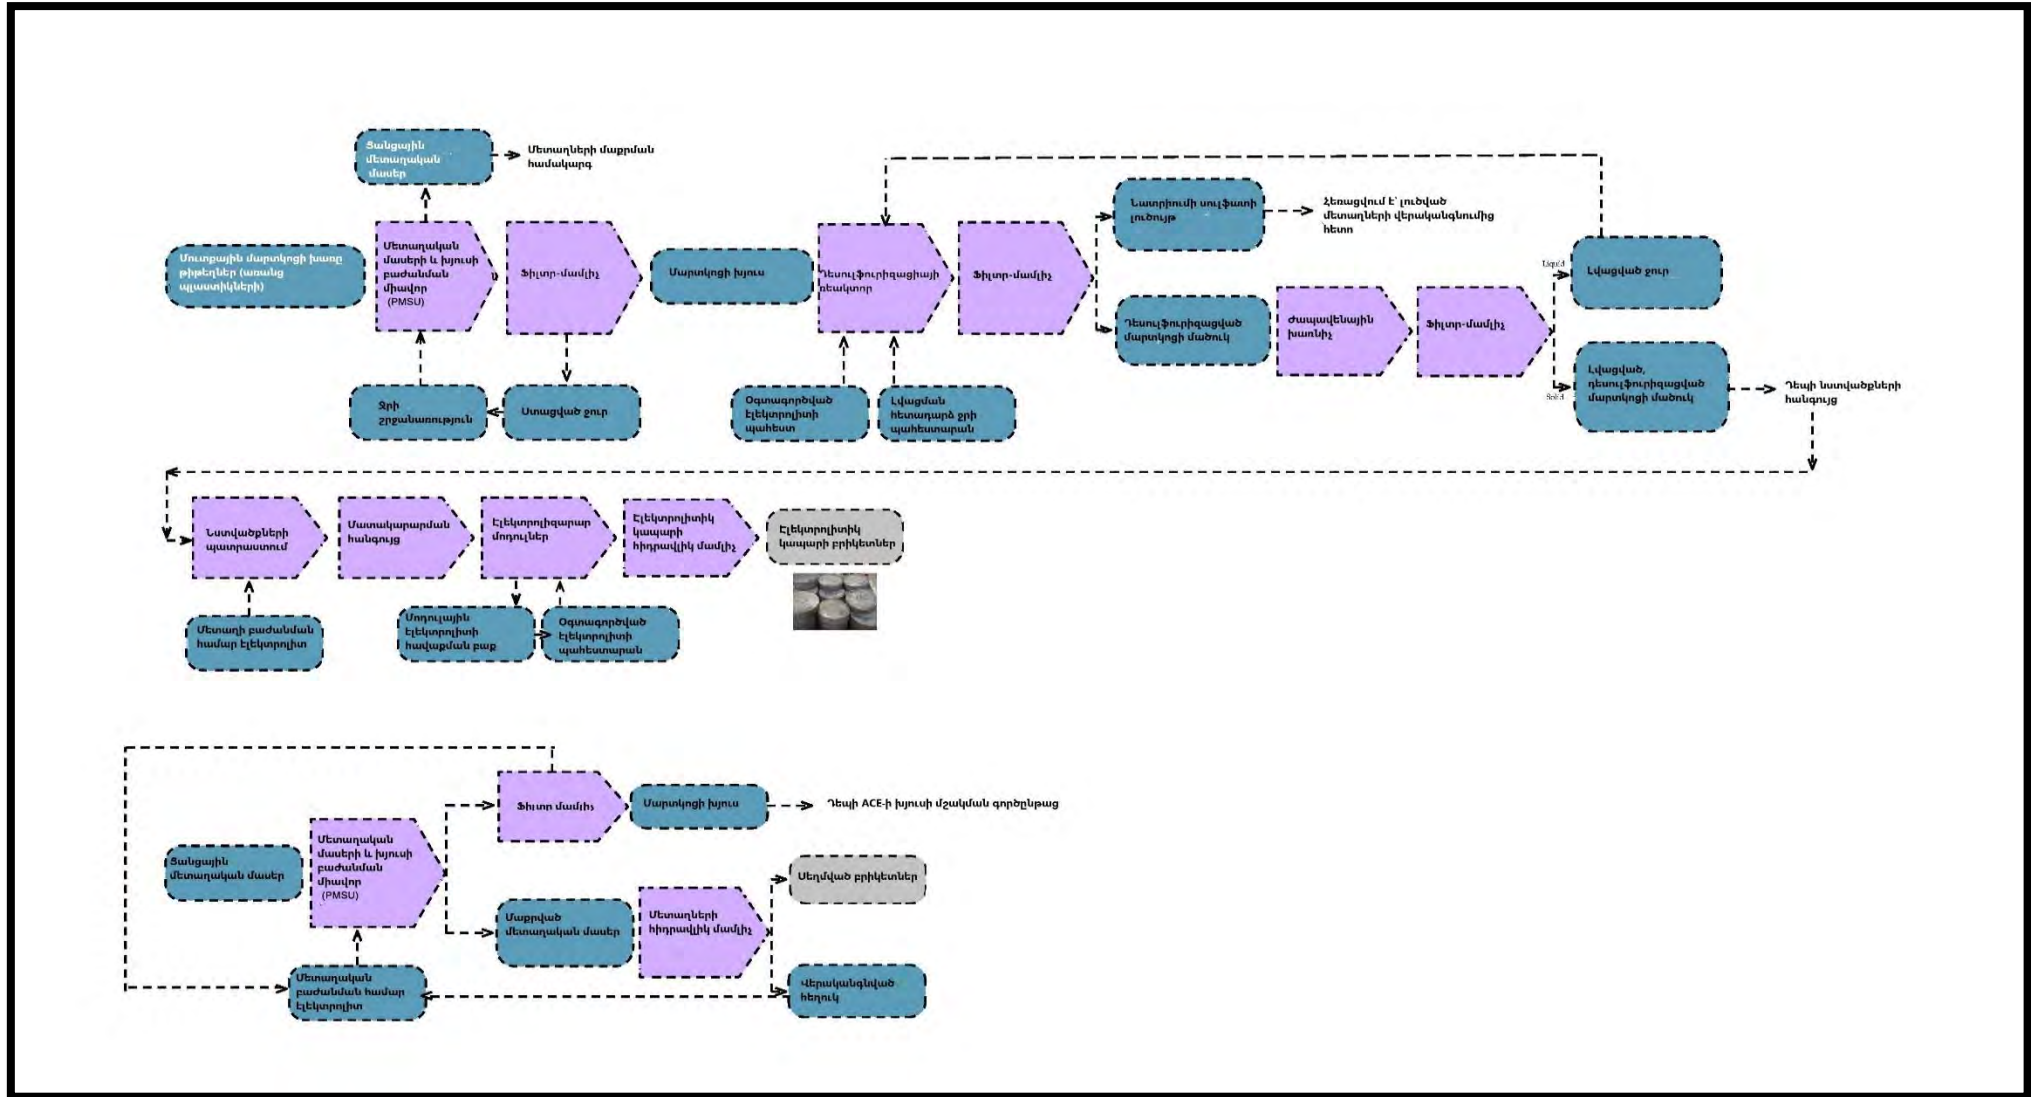 Ցանցային
մետաղական
մասեր
Մետաղների մաքրման
համակարգ
Մուտքային մարտկոցի խառը
թիթեղներ (առանց
պլաստիկների)
Մետաղական
մասերի և խյուսի
բաժանման
միավոր
(PMSU)
Ֆիլտր-մամլիչ
Մարտկոցի խյուս
Դեսուլֆուրիզացիայի
ռեակտոր
Ֆիլտր-մամլիչ
Նատրիումի սուլֆատի
լուծույթ
Հեռացվում է՝ լուծված
մետաղների վերականգնումից
հետո
Դեսուլֆուրիզացված
մարտկոցի մածուկ
Ժապավենային
խառնիչ
Ֆիլտր-մամլիչ
Liquid
Լվացված ջուր
Solid
Լվացված,
դեսուլֆուրիզացված
մարտկոցի մածուկ
Դեպի նստվածքների
հանգույց
Ջրի
շրջանառություն
Ստացված ջուր
Օգտագործված
էլեկտրոլիտի
պահեստ
Լվացման
հետադարձ ջրի
պահեստարան
Նստվածքների
պատրաստում
Մատակարարման
հանգույց
Էլեկտրոլիզարար
մոդուլներ
Էլեկտրոլիտիկ
կապարի
հիդրավլիկ մամլիչ
Էլեկտրոլիտիկ
կապարի բրիկետներ
Մետաղի բաժանման
համար էլեկտրոլիտ
Մոդուլային
էլեկտրոլիտի
հավաքման բաք
Օգտագործված
էլեկտրոլիտի
պահեստարան
Ֆիլտր մամլիչ
Մարտկոցի խյուս
Դեպի ACE-ի խյուսի մշակման գործընթաց
Ցանցային
մետաղական մասեր
Մետաղական
մասերի և խյուսի
բաժանման
միավոր
(PMSU)
Մաքրված
մետաղական մասեր
Մետաղների
հիդրավլիկ մամլիչ
Սեղմված բրիկետներ
Վերականգնված
հեղուկ
Մետաղական
բաժանման համար
էլեկտրոլիտ